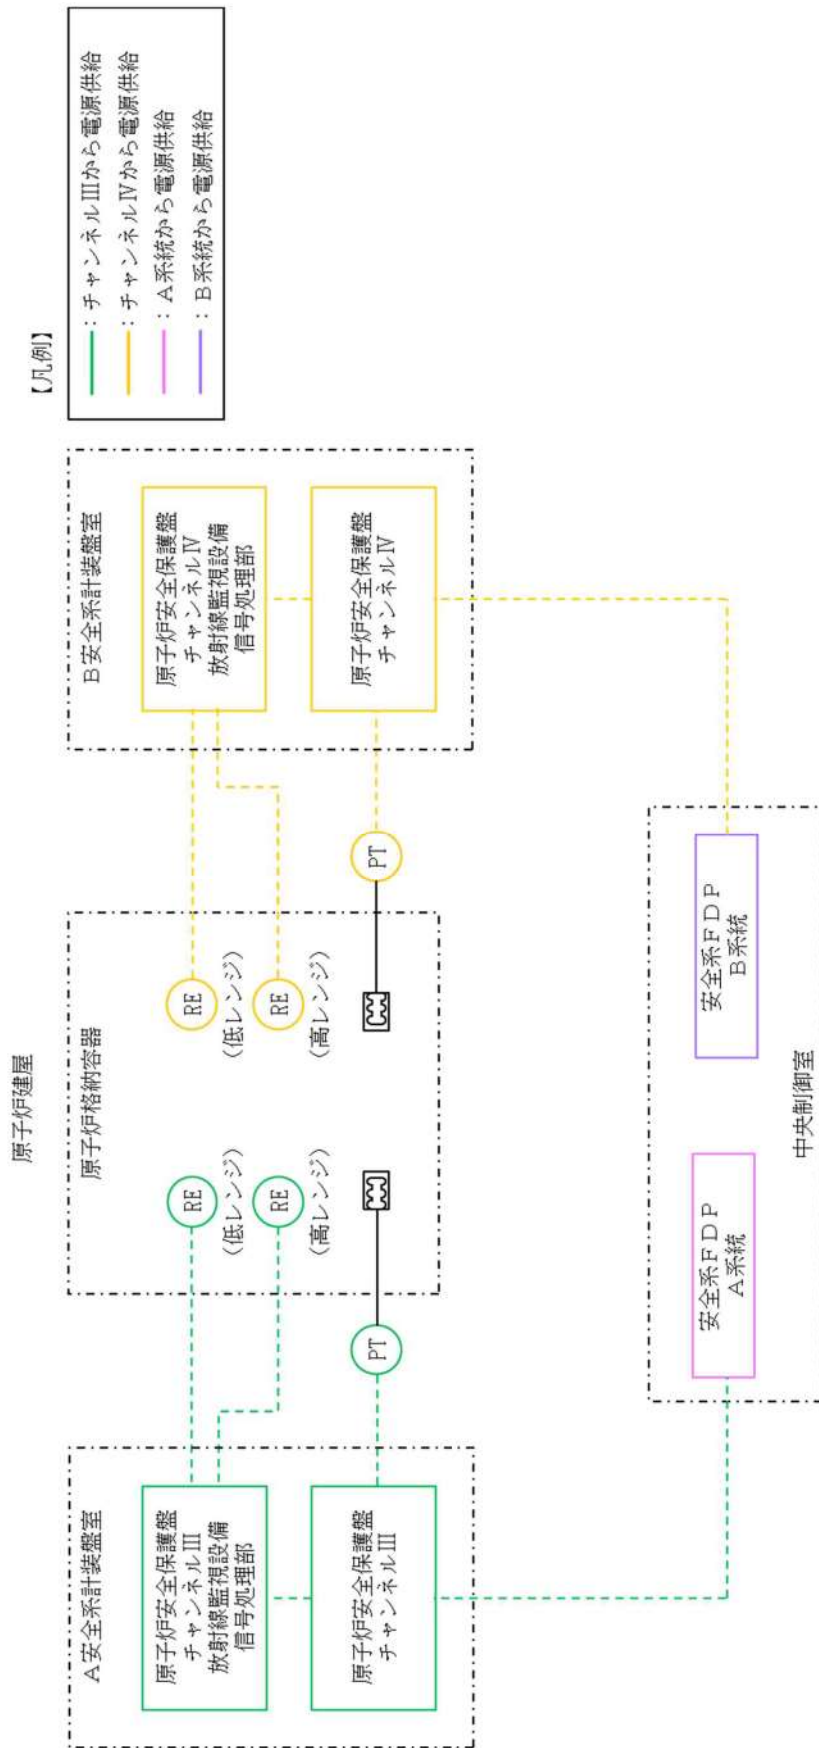 原子炉建屋
【凡例】
：チャンネルⅢから電源供給
：チャンネルⅣから電源供給
：Ａ系統から電源供給
：Ｂ系統から電源供給
Ａ安全系計装盤室
原子炉安全保護盤
チャンネルⅢ
放射線監視設備
信号処理部
原子炉安全保護盤
チャンネルⅢ
原子炉格納容器
RE
(低レンジ)
RE
(高レンジ)
PT
RE
(低レンジ)
RE
(高レンジ)
PT
Ｂ安全系計装盤室
原子炉安全保護盤
チャンネルⅣ
放射線監視設備
信号処理部
原子炉安全保護盤
チャンネルⅣ
安全系ＦＤＰ
Ａ系統
安全系ＦＤＰ
Ｂ系統
中央制御室